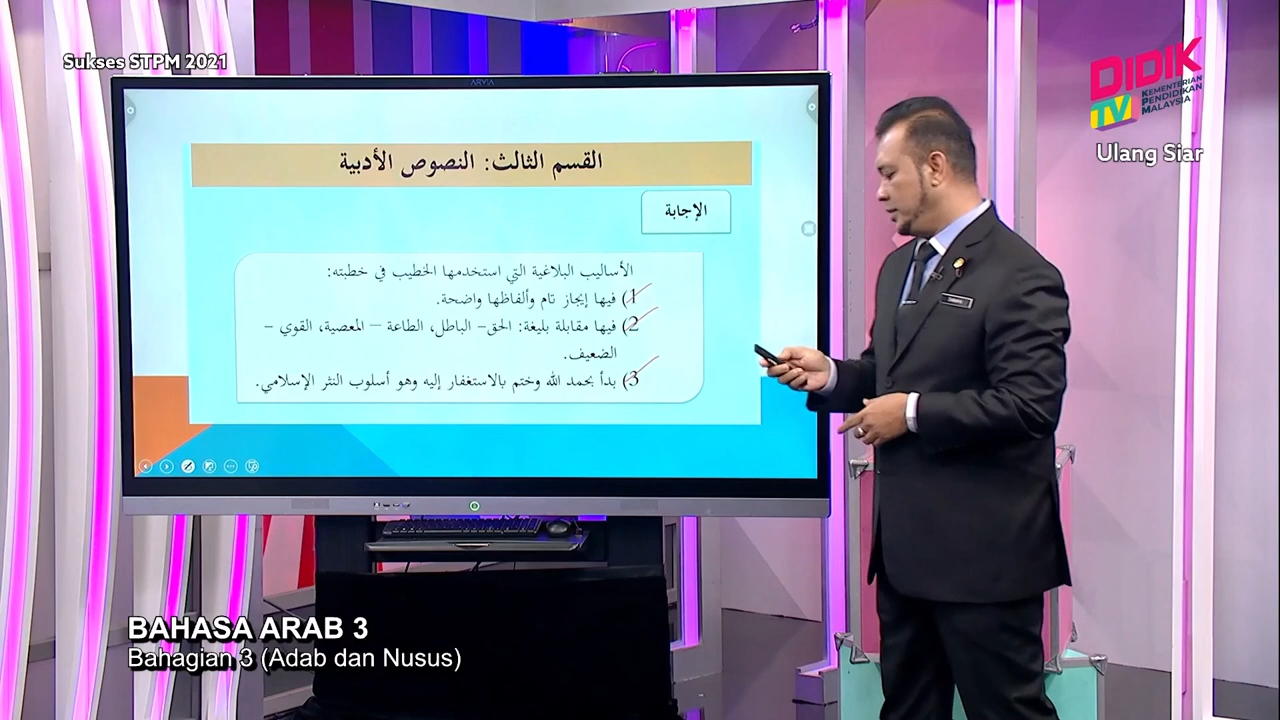 Sukses STPM 2021
DIDIK
TV
KEMENTERIAN
PENDIDIKAN
MALAYSIA
Ulang Siar
ARVIA
القسم الثالث: النصوص الأدبية
الإجابة
الأساليب البلاغية التي استخدمها الخطيب في خطبته:
1) فيها إيجاز تام وألفاظها واضحة.
2) فيها مقابلة بليغة: الحق- الباطل، الطاعة – المعصية، القوي –
الضعيف.
3) بدأ بحمد الله وختم بالاستغفار إليه وهو أسلوب النثر الإسلامي.
BAHASA ARAB 3
Bahagian 3 (Adab dan Nusus)